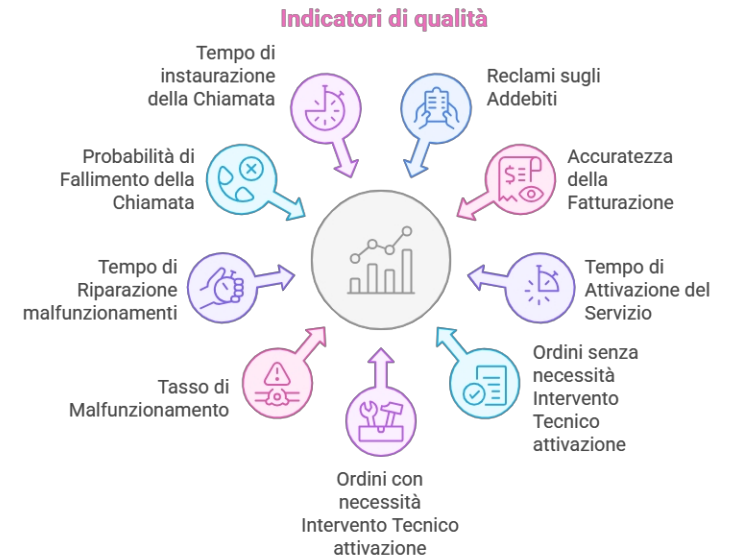 Indicatori di qualità
Tempo di
instaurazione
della Chiamata
Reclami sugli
Addebiti
Probabilità di
Fallimento della
Chiamata
Accuratezza
della
Fatturazione
Tempo di
Riparazione
malfunzionamenti
Tempo di
Attivazione del
Servizio
Tasso di
Malfunzionamento
Ordini senza
necessità
Intervento
Tecnico
attivazione
Ordini con
necessità
Intervento Tecnico
attivazione